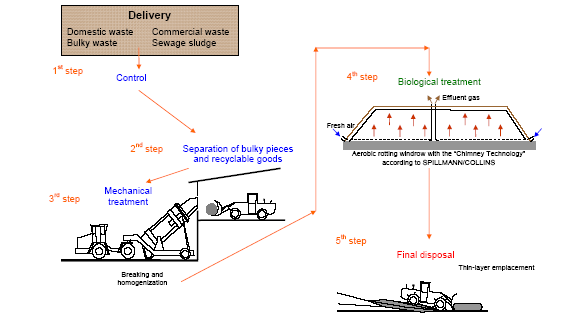 Delivery
Domestic waste Commercial waste
Bulky waste Sewage sludge
1st step
Control
2nd step
Separation of bulky pieces
and recyclable goods
3rd step
Mechanical
treatment
Breaking and
homogenization
4th step
Biological treatment
Effluent gas
Fresh air
Aerobic rotting windrow with the "Chimney Technology"
according to SPILLMANN/COLLINS
5th step
Final disposal
Thin-layer emplacement